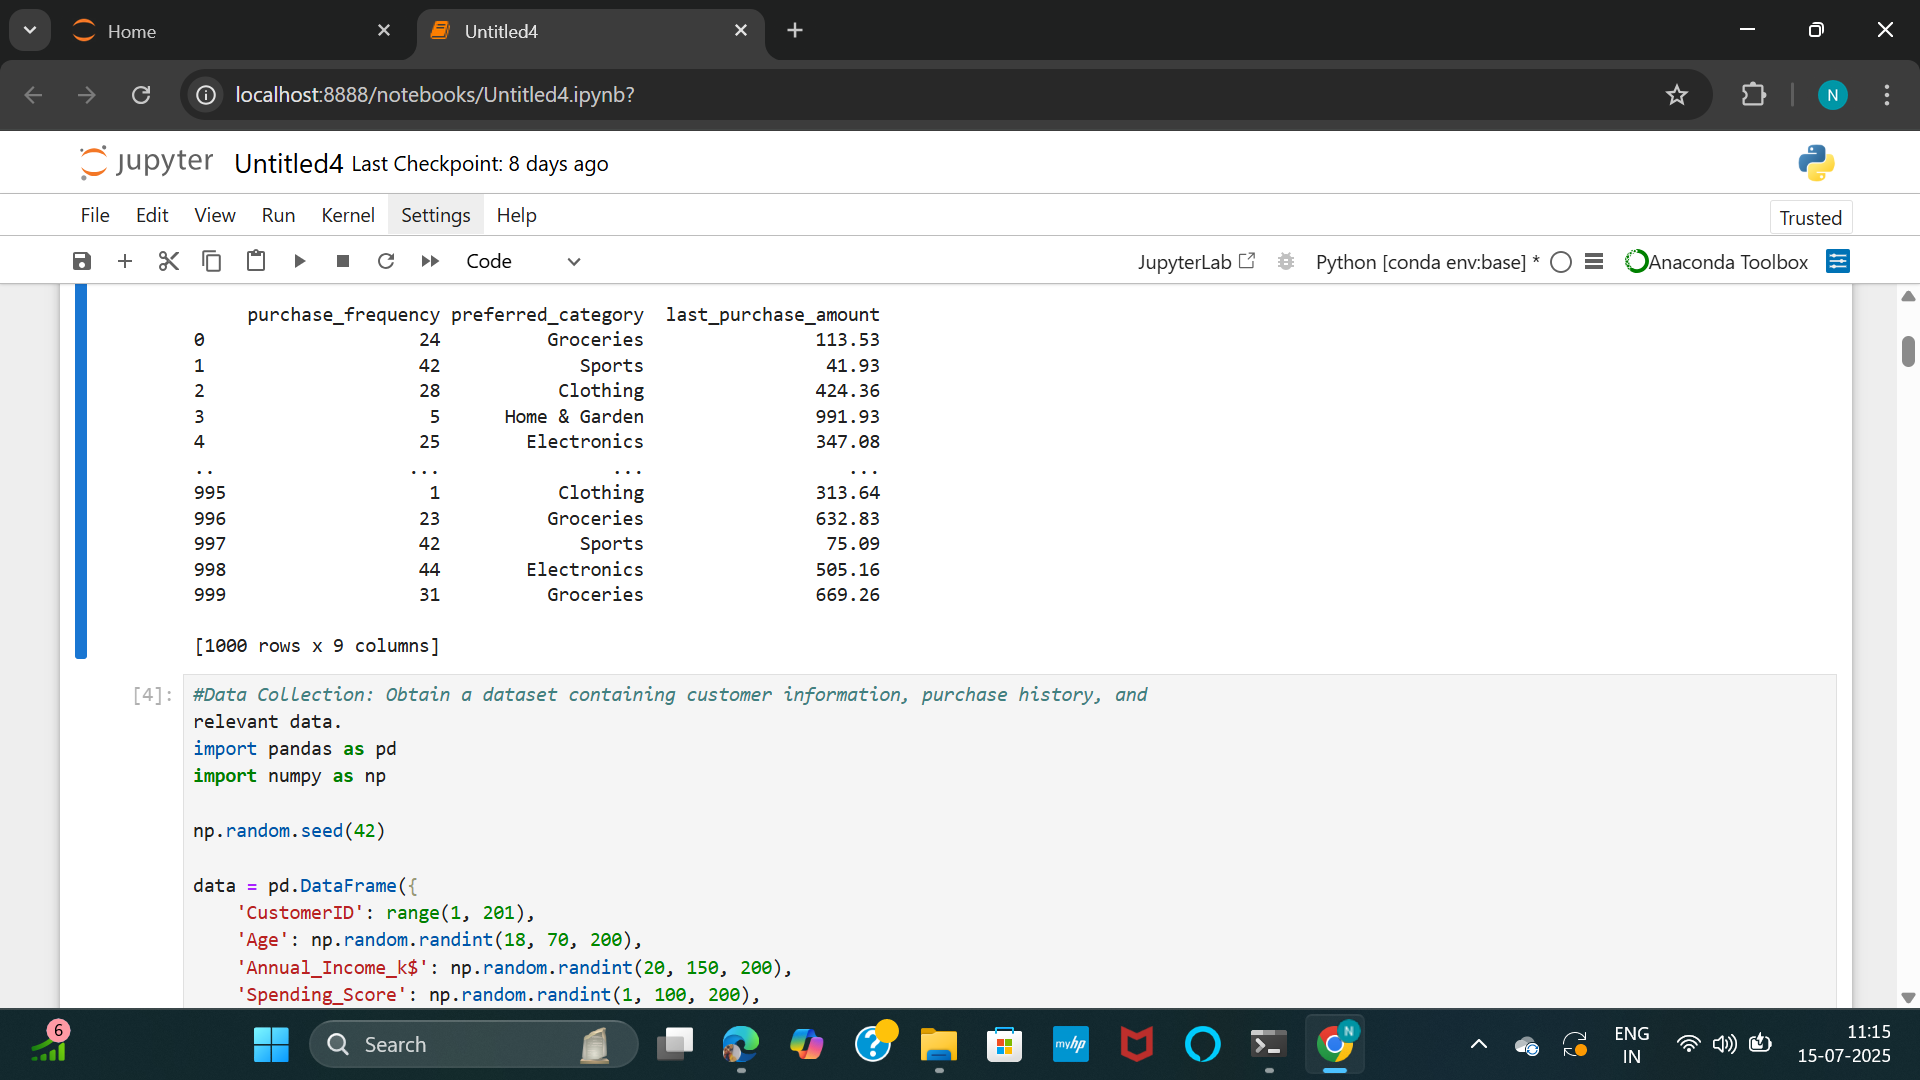 Home
Untitled4
localhost:8888/notebooks/Untitled4.ipynb?
N
jupyter Untitled4 Last Checkpoint: 8 days ago
File Edit View Run Kernel Settings Help
Trusted
Code
JupyterLab
Python [conda env:base] *
Anaconda Toolbox
purchase_frequency preferred_category last_purchase_amount
0 24 Groceries 113.53
1 42 Sports 41.93
2 28 Clothing 424.36
3 5 Home & Garden 991.93
4 25 Electronics 347.08
.. ... ... ...
995 1 Clothing 313.64
996 23 Groceries 632.83
997 42 Sports 75.09
998 44 Electronics 505.16
999 31 Groceries 669.26
[1000 rows x 9 columns]
[4]: #Data Collection: Obtain a dataset containing customer information, purchase history, and
relevant data.
import pandas as pd
import numpy as np
np.random.seed(42)
data = pd.DataFrame({
'CustomerID': range(1, 201),
'Age': np.random.randint(18, 70, 200),
'Annual_Income_k$': np.random.randint(20, 150, 200),
'Spending_Score': np.random.randint(1, 100, 200),
6
Search
myhp
N
ENG
IN
11:15
15-07-2025